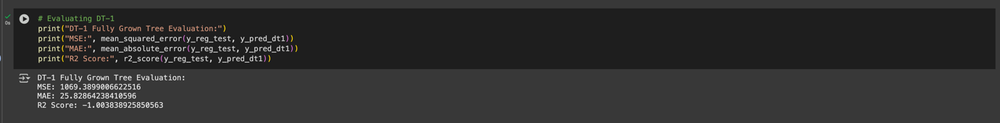 # Evaluating DT-1
0s
print("DT-1 Fully Grown Tree Evaluation:")
print("MSE:", mean_squared_error(y_reg_test, y_pred_dt1))
print("MAE:", mean_absolute_error(y_reg_test, y_pred_dt1))
print("R2 Score:", r2_score(y_reg_test, y_pred_dt1))
DT-1 Fully Grown Tree Evaluation:
MSE: 1069.3899006622516
MAE: 25.82864238410596
R2 Score: -1.003838925850563